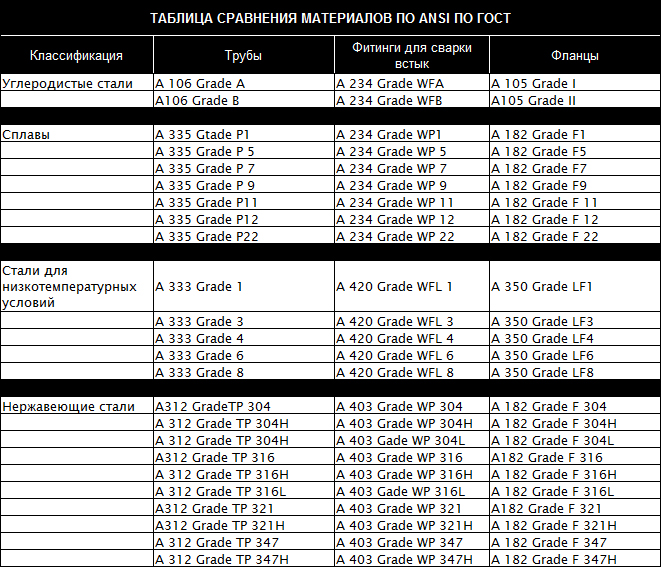 ТАБЛИЦА СРАВНЕНИЯ МАТЕРИАЛОВ ПО ANSI ПО ГОСТ
Классификация Трубы Фитинги для сварки встык Фланцы
Углеродистые стали A 106 Grade A A 234 Grade WFA A 105 Grade I
A106 Grade B A 234 Grade WFB A105 Grade II
Сплавы A 335 Gtade P1 A 234 Grade WP1 A 182 Grade F1
A 335 Grade P 5 A 234 Grade WP 5 A 182 Grade F5
A 335 Grade P 7 A 234 Grade WP 7 A 182 Grade F7
A 335 Grade P 9 A 234 Grade WP 9 A 182 Grade F9
A 335 Grade P11 A 234 Grade WP 11 A 182 Grade F 11
A 335 Grade P12 A 234 Grade WP 12 A 182 Grade F 12
A 335 Grade P22 A 234 Grade WP 22 A 182 Grade F 22
Стали для
низкотемпературных
условий
A 333 Grade 1 A 420 Grade WFL 1 A 350 Grade LF1
A 333 Grade 3 A 420 Grade WFL 3 A 350 Grade LF3
A 333 Grade 4 A 420 Grade WFL 4 A 350 Grade LF4
A 333 Grade 6 A 420 Grade WFL 6 A 350 Grade LF6
A 333 Grade 8 A 420 Grade WFL 8 A 350 Grade LF8
Нержавеющие стали A312 GradeTP 304 A 403 Grade WP 304 A 182 Grade F 304
A 312 Grade TP 304H A 403 Grade WP 304H A 182 Grade F 304H
A 312 Grade TP 304H A 403 Gade WP 304L A 182 Grade F 304L
A312 Grade TP 316 A 403 Grade WP 316 A182 Grade F 316
A 312 Grade TP 316H A 403 Grade WP 316H A 182 Grade F 316H
A 312 Grade TP 316L A 403 Gade WP 316L A 182 Grade F 316L
A312 Grade TP 321 A 403 Grade WP 321 A182 Grade F 321
A312 Grade TP 321H A 403 Grade WP 321H A 182 Grade F 321H
A 312 Grade TP 347 A 403 Grade WP 347 A 182 Grade F 347
A 312 Grade TP 347H A 403 Grade WP 347H A 182 Grade F 347H